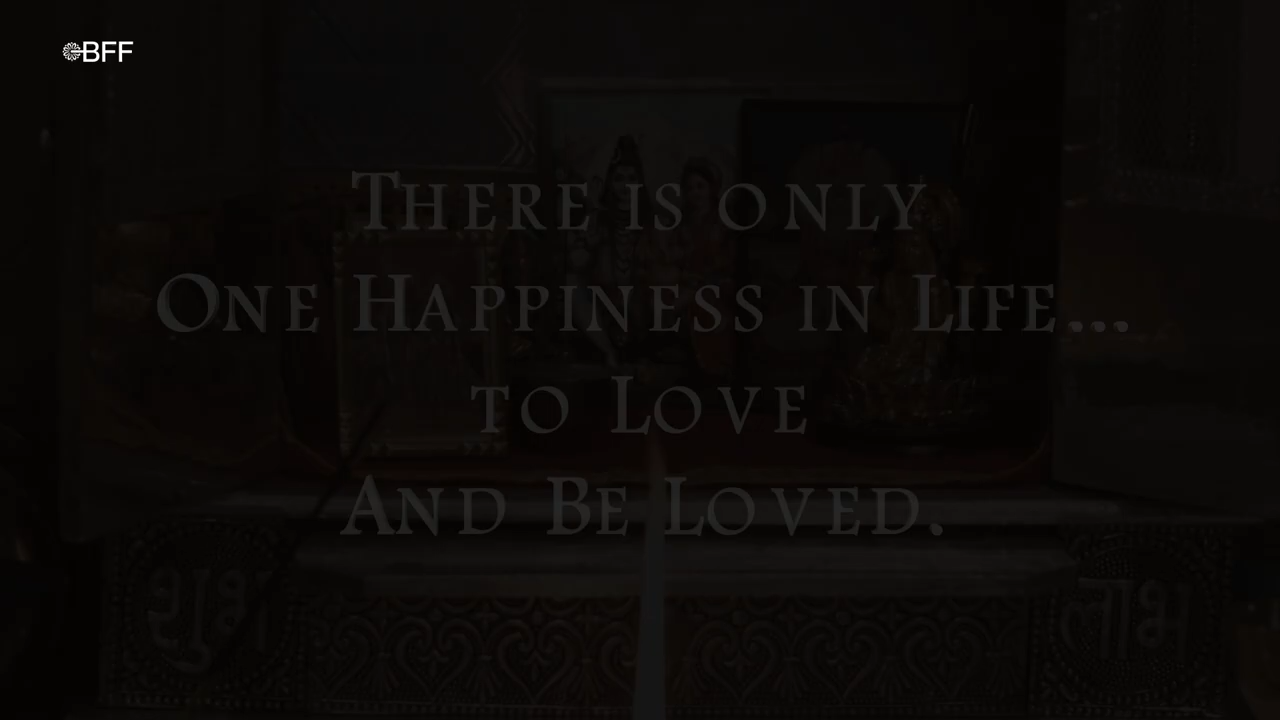 BFF
There is only
One Happiness in Life...
to Love
And Be Loved.
शुभ लाभ